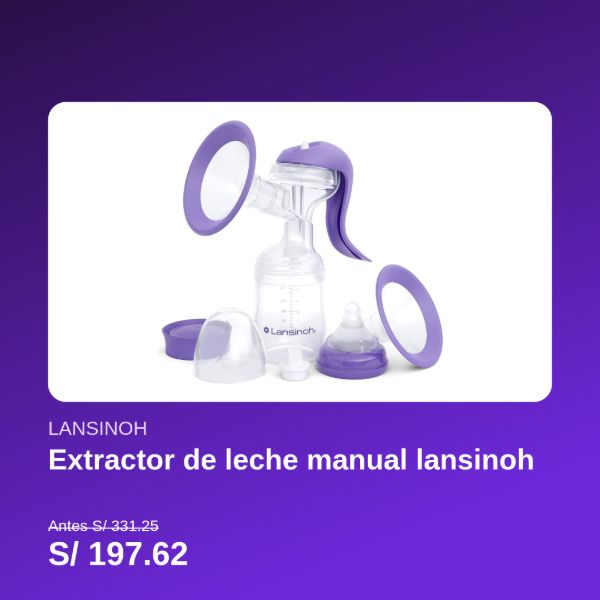 Lansinoh
LANSINOH
Extractor de leche manual lansinoh
Antes S/ 331.25
S/ 197.62